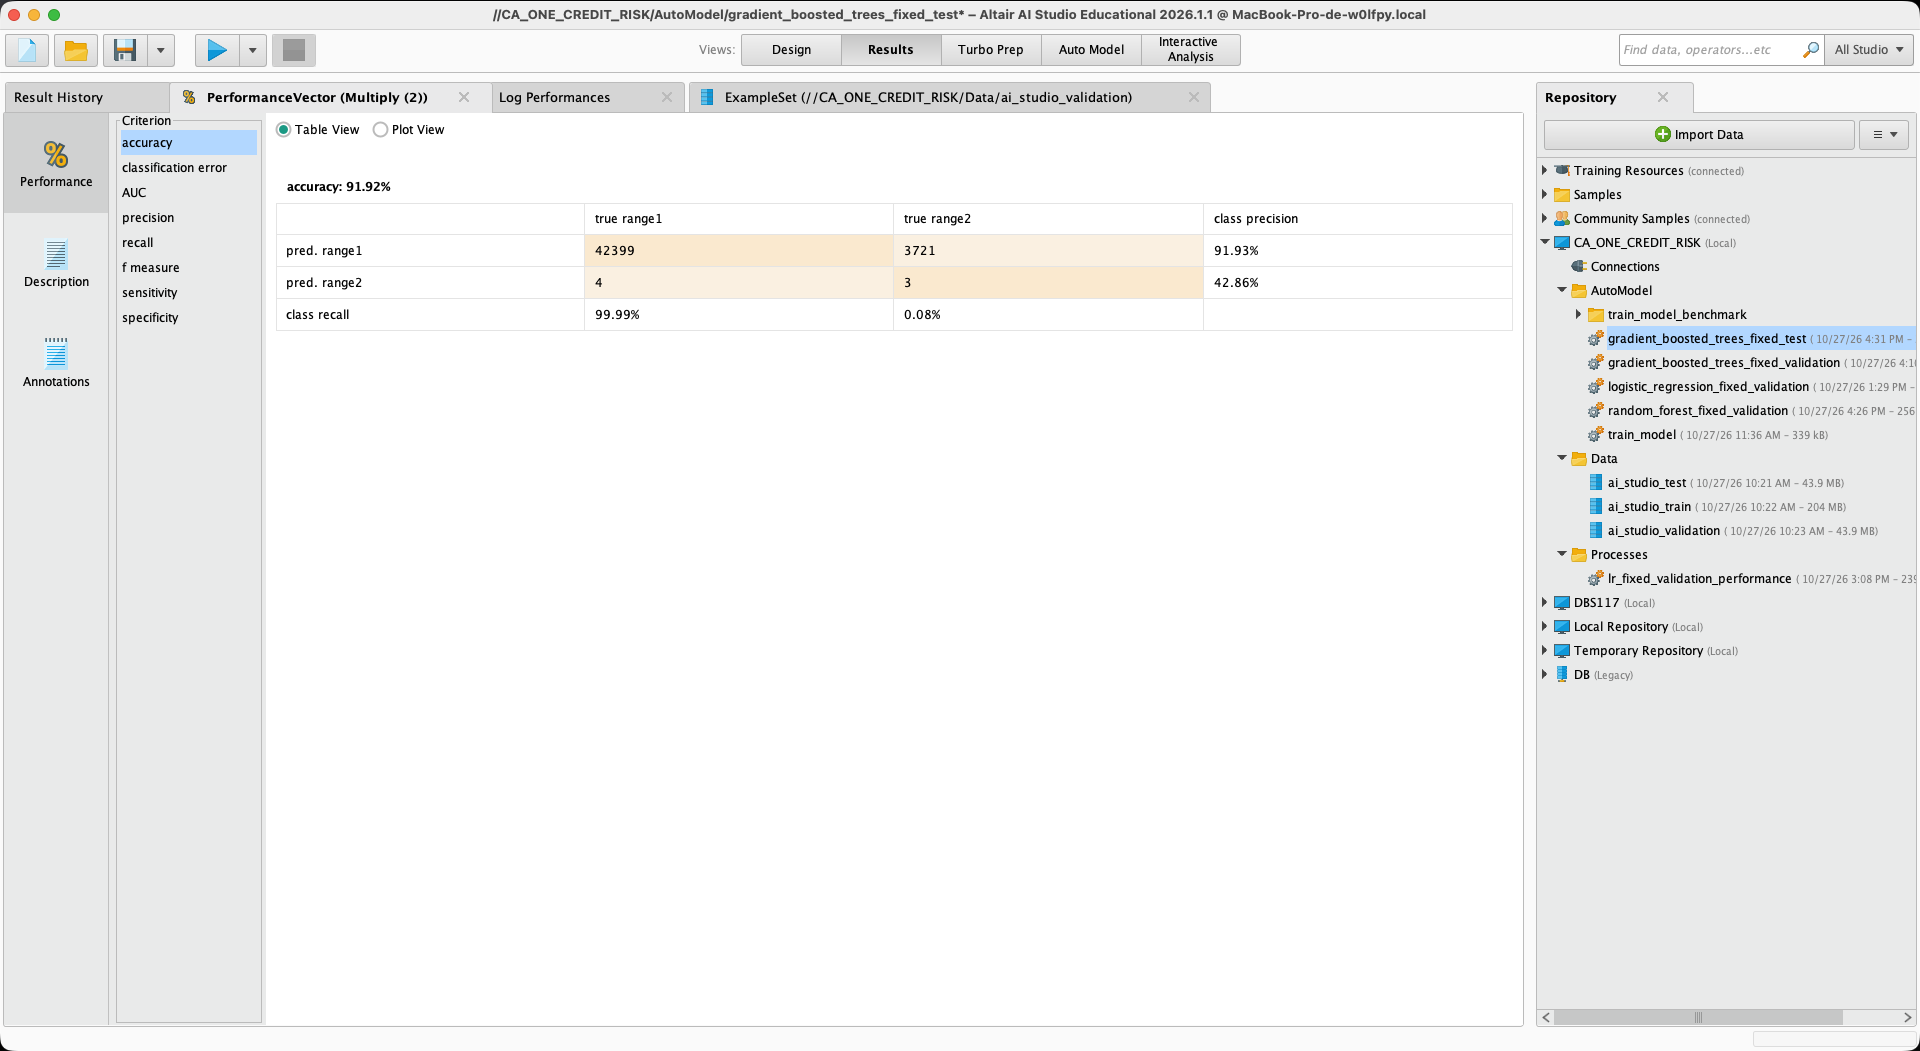 //CA_ONE_CREDIT_RISK/AutoModel/gradient_boosted_trees_fixed_test* – Altair AI Studio Educational 2026.1.1 @ MacBook-Pro-de-w0lfpy.local
Views: Design Results Turbo Prep Auto Model Interactive Analysis
Find data, operators...etc All Studio
Result History PerformanceVector (Multiply (2)) Log Performances ExampleSet (//CA_ONE_CREDIT_RISK/Data/ai_studio_validation)
Performance
Description
Annotations
Criterion
accuracy
classification error
AUC
precision
recall
f measure
sensitivity
specificity
Table View Plot View
accuracy: 91.92%
true range1 true range2 class precision
pred. range1 42399 3721 91.93%
pred. range2 4 3 42.86%
class recall 99.99% 0.08%
Repository
Import Data
Training Resources (connected)
Samples
Community Samples (connected)
CA_ONE_CREDIT_RISK (Local)
Connections
AutoModel
train_model_benchmark
gradient_boosted_trees_fixed_test ( 10/27/26 4:31 PM –
gradient_boosted_trees_fixed_validation ( 10/27/26 4:1
logistic_regression_fixed_validation ( 10/27/26 1:29 PM –
random_forest_fixed_validation ( 10/27/26 4:26 PM – 256
train_model ( 10/27/26 11:36 AM – 339 kB)
Data
ai_studio_test ( 10/27/26 10:21 AM – 43.9 MB)
ai_studio_train ( 10/27/26 10:22 AM – 204 MB)
ai_studio_validation ( 10/27/26 10:23 AM – 43.9 MB)
Processes
lr_fixed_validation_performance ( 10/27/26 3:08 PM – 239
DBS117 (Local)
Local Repository (Local)
Temporary Repository (Local)
DB (Legacy)